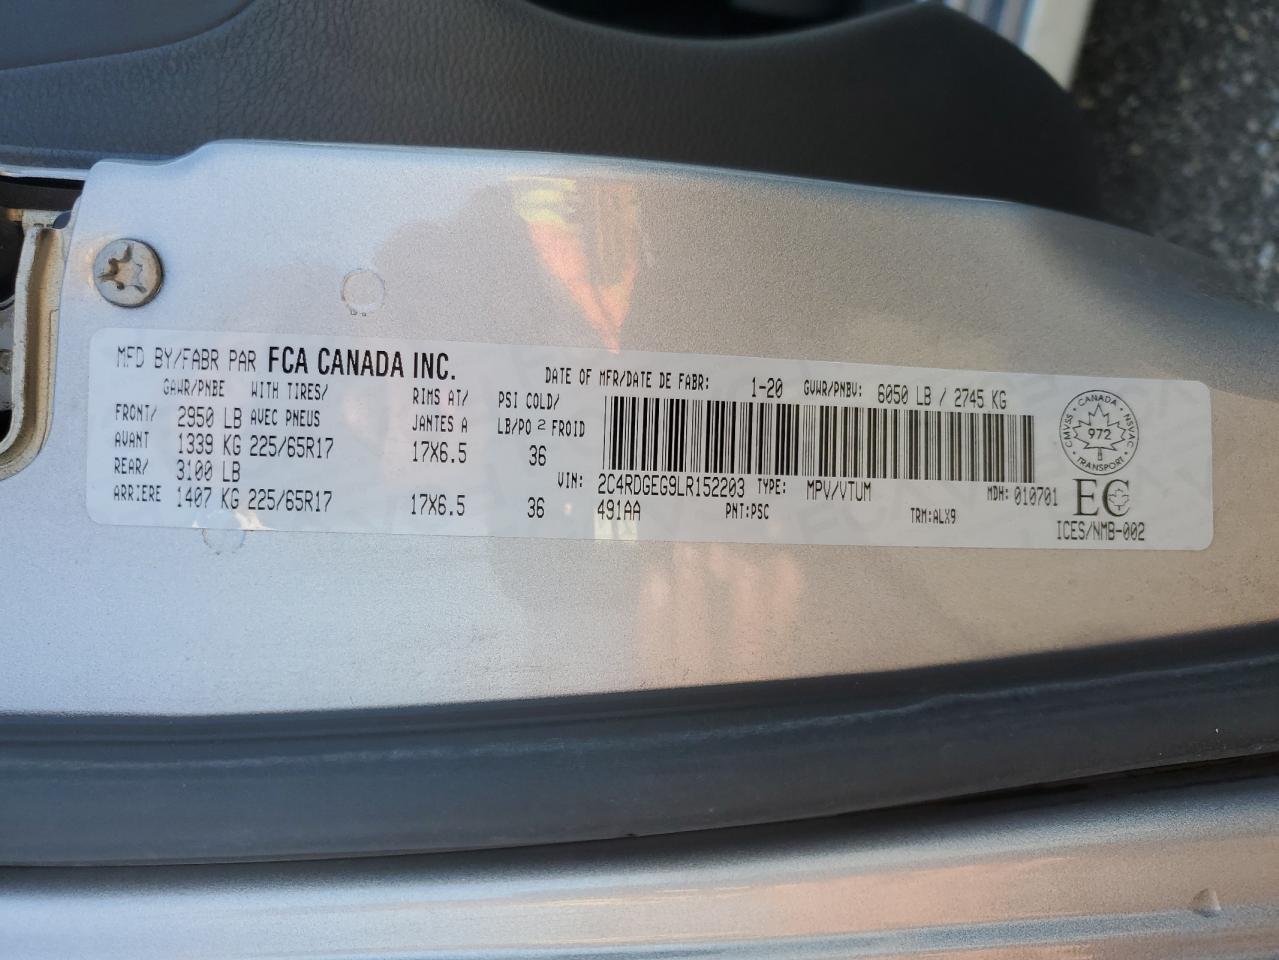 MFD BY/FABR PAR FCA CANADA INC. DATE OF MFR/DATE DE FABR: 1-20 GVWR/PNBV: 6050 LB / 2745 KG
GAWR/PNBE WITH TIRES/ RIMS AT/ PSI COLD/
FRONT/ 2950 LB AVEC PNEUS JANTES A LB/PO 2 FROID
AVANT 1339 KG 225/65R17 17X6.5 36
REAR/ 3100 LB VIN: 2C4RDGEG9LR152203 TYPE: MPV/VTUM MDH: 010701
ARRIERE 1407 KG 225/65R17 17X6.5 36 491AA PNT:PSC TRM:ALX9
CANADA
CMVSS NSVAC
972
TRANSPORT
EC
ICES/NMB-002